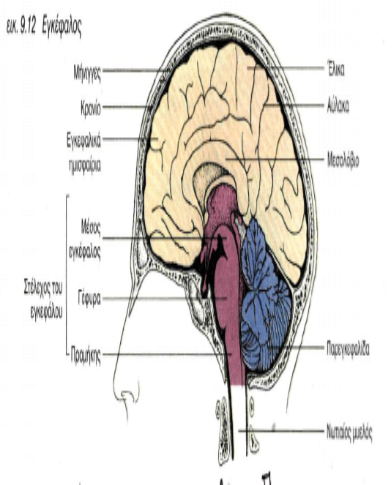 εικ. 9.12 Εγκέφαλος
Μήνιγγες
Κρανίο
Εγκεφαλικά
ημισφαίρια
Μέσος
εγκέφαλος
Στέλεχος του
εγκεφάλου
Γέφυρα
Προμήκης
Έλικα
Αύλακα
Μεσολόβιο
Παρεγκεφαλίδα
Νωτιαίος μυελός